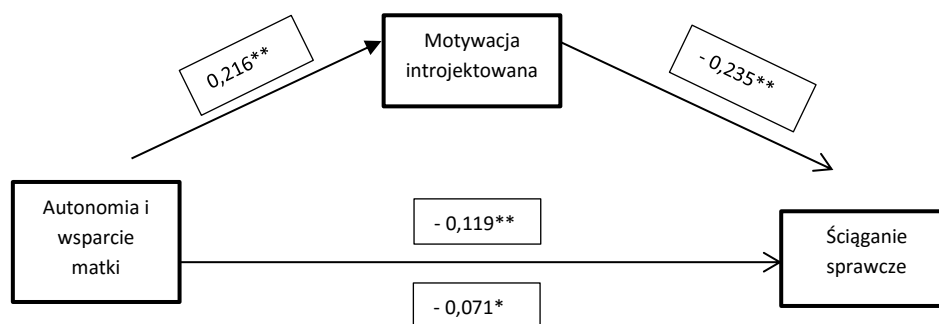 Motywacja
introjektowana
0,216**
- 0,235**
Autonomia i
wsparcie
matki
- 0,119**
- 0,071*
Ściąganie
sprawcze